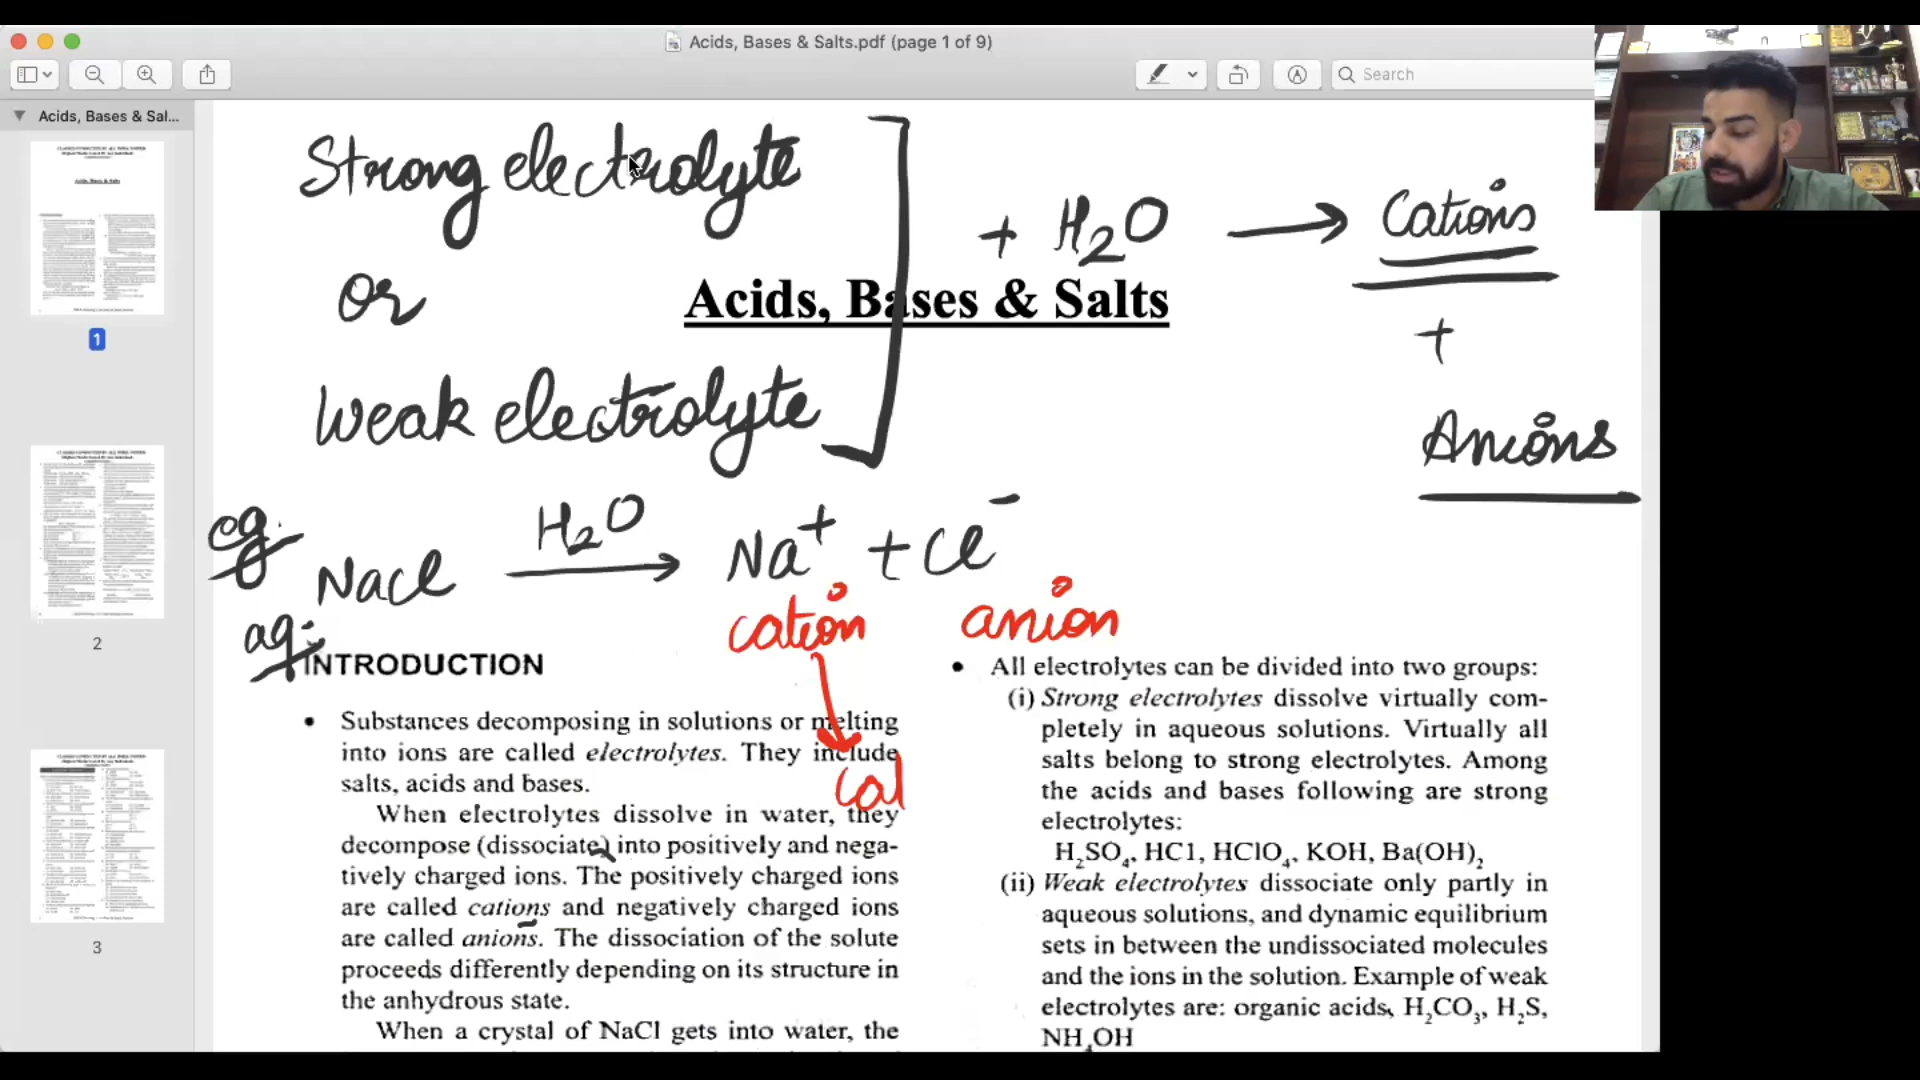 Acids, Bases & Salts.pdf (page 1 of 9)
Search
Acids, Bases & Sal...
1
2
3
Strong electrolyte
or
Weak electrolyte
+ H2O → Cations
+
Anions
Acids, Bases & Salts
eg:
NaCl H2O → Na+ + Cl-
aq:
cation anion
Cal
INTRODUCTION
• Substances decomposing in solutions or melting
into ions are called electrolytes. They include
salts, acids and bases.
When electrolytes dissolve in water, they
decompose (dissociate) into positively and nega-
tively charged ions. The positively charged ions
are called cations and negatively charged ions
are called anions. The dissociation of the solute
proceeds differently depending on its structure in
the anhydrous state.
When a crystal of NaCl gets into water, the
• All electrolytes can be divided into two groups:
(i) Strong electrolytes dissolve virtually com-
pletely in aqueous solutions. Virtually all
salts belong to strong electrolytes. Among
the acids and bases following are strong
electrolytes:
H2SO4, HCl, HClO4, KOH, Ba(OH)2
(ii) Weak electrolytes dissociate only partly in
aqueous solutions, and dynamic equilibrium
sets in between the undissociated molecules
and the ions in the solution. Example of weak
electrolytes are: organic acids, H2CO3, H2S,
NH4OH